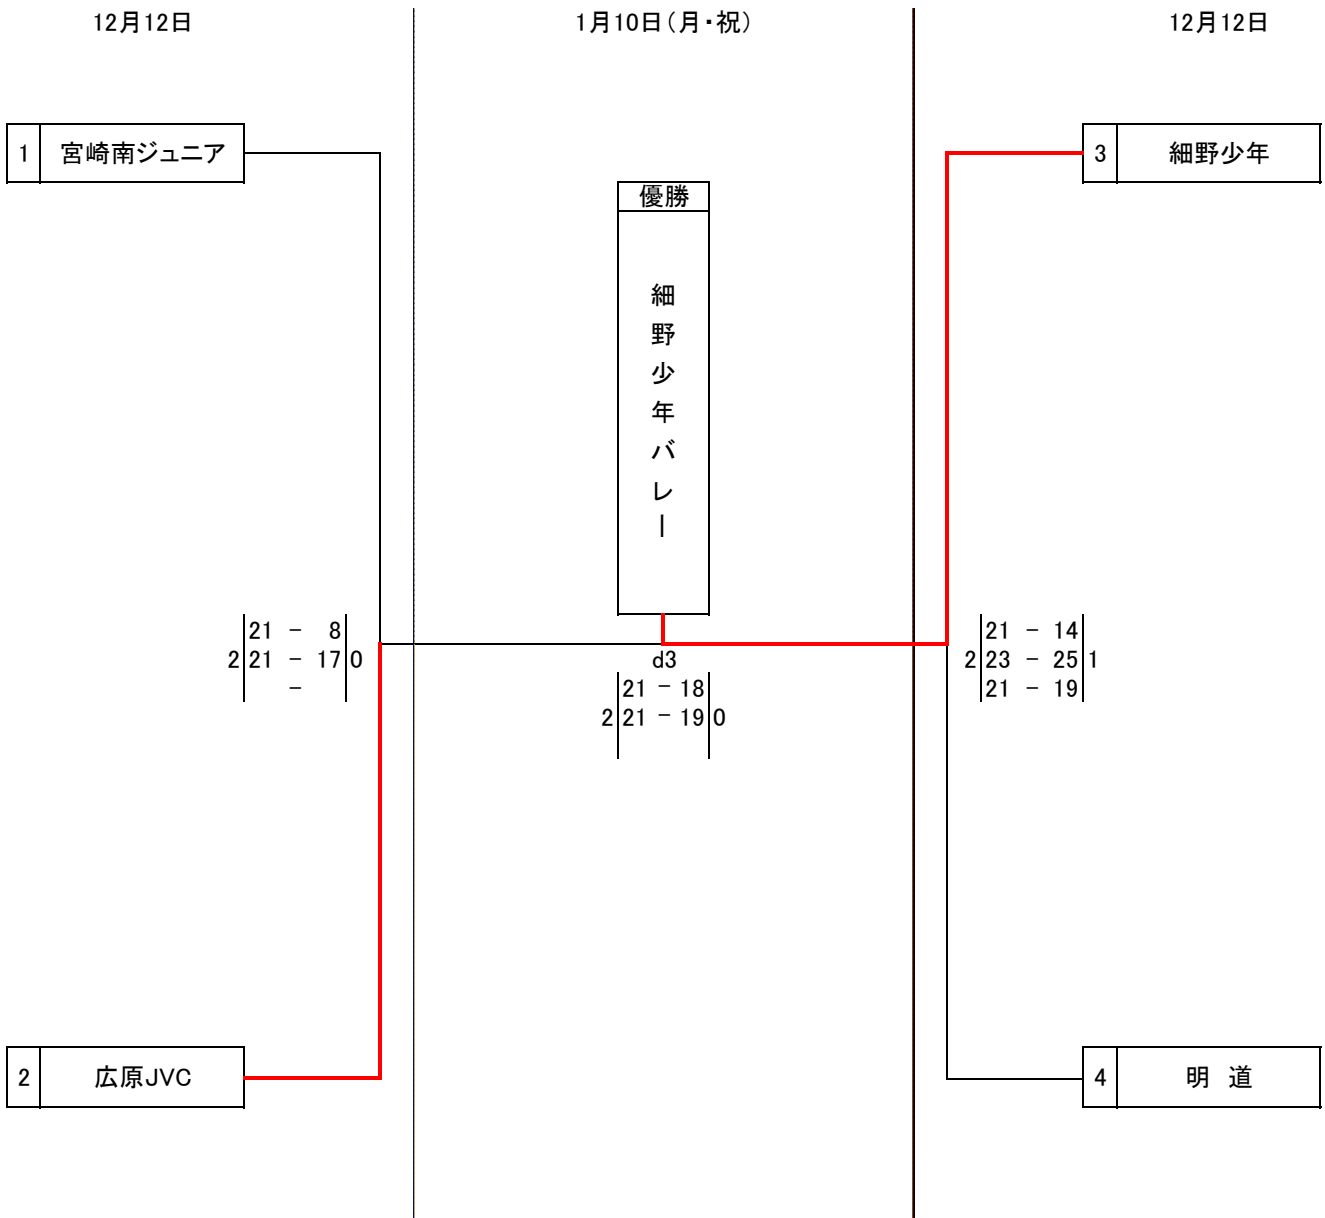 12月12日
1月10日(月・祝)
12月12日
1 宮崎南ジュニア
3 細野少年
優勝
細野少年バレー
21 － 8
2 21 － 17 0
－
d3
21 － 18
2 21 － 19 0
21 － 14
2 23 － 25 1
21 － 19
2 広原JVC
4 明 道